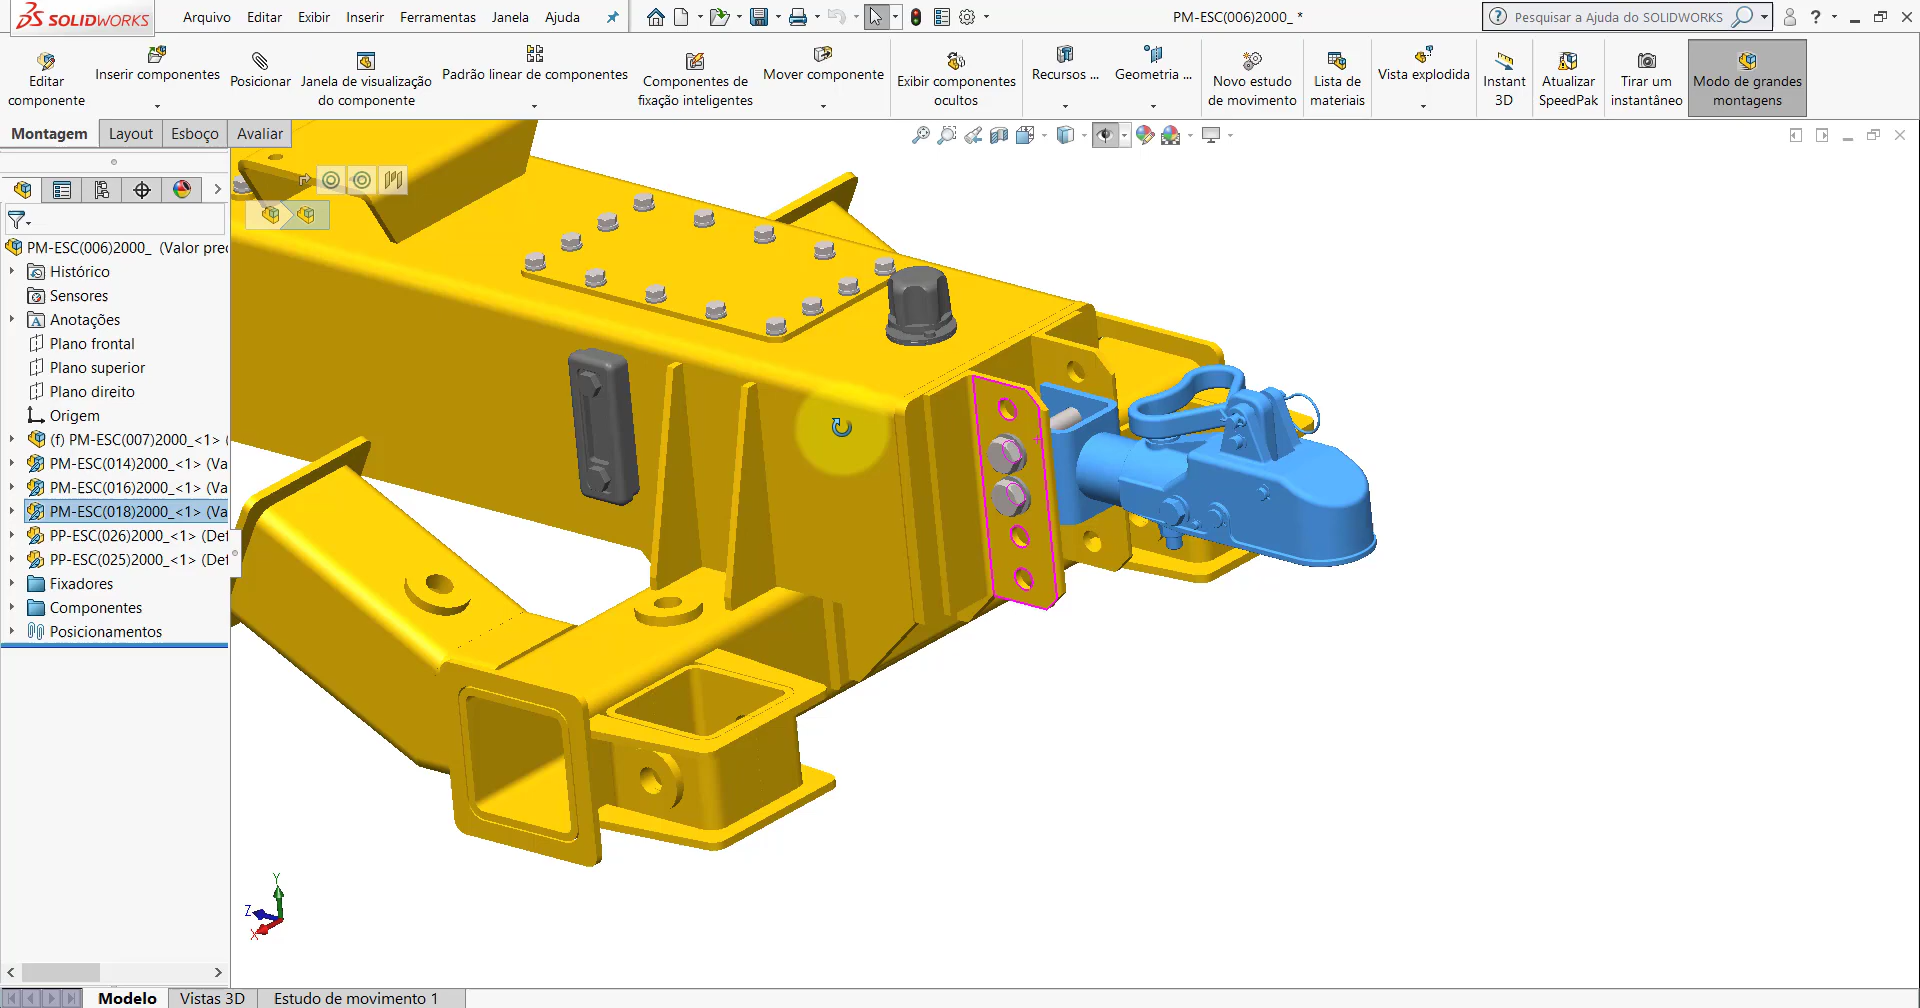 SOLIDWORKS
Arquivo Editar Exibir Inserir Ferramentas Janela Ajuda
PM-ESC(006)2000_ *
Pesquisar a Ajuda do SOLIDWORKS
?
Editar componente
Inserir componentes
Posicionar
Janela de visualização do componente
Padrão linear de componentes
Componentes de fixação inteligentes
Mover componente
Exibir componentes ocultos
Recursos ...
Geometria ...
Novo estudo de movimento
Lista de materiais
Vista explodida
Instant 3D
Atualizar SpeedPak
Tirar um instantâneo
Modo de grandes montagens
Montagem Layout Esboço Avaliar
PM-ESC(006)2000_ (Valor pre
Histórico
Sensores
Anotações
Plano frontal
Plano superior
Plano direito
Origem
(f) PM-ESC(007)2000_<1> (
PM-ESC(014)2000_<1> (Va
PM-ESC(016)2000_<1> (Va
PM-ESC(018)2000_<1> (Va
PP-ESC(026)2000_<1> (Def
PP-ESC(025)2000_<1> (Def
Fixadores
Componentes
Posicionamentos
Y
Z
X
Modelo Vistas 3D Estudo de movimento 1